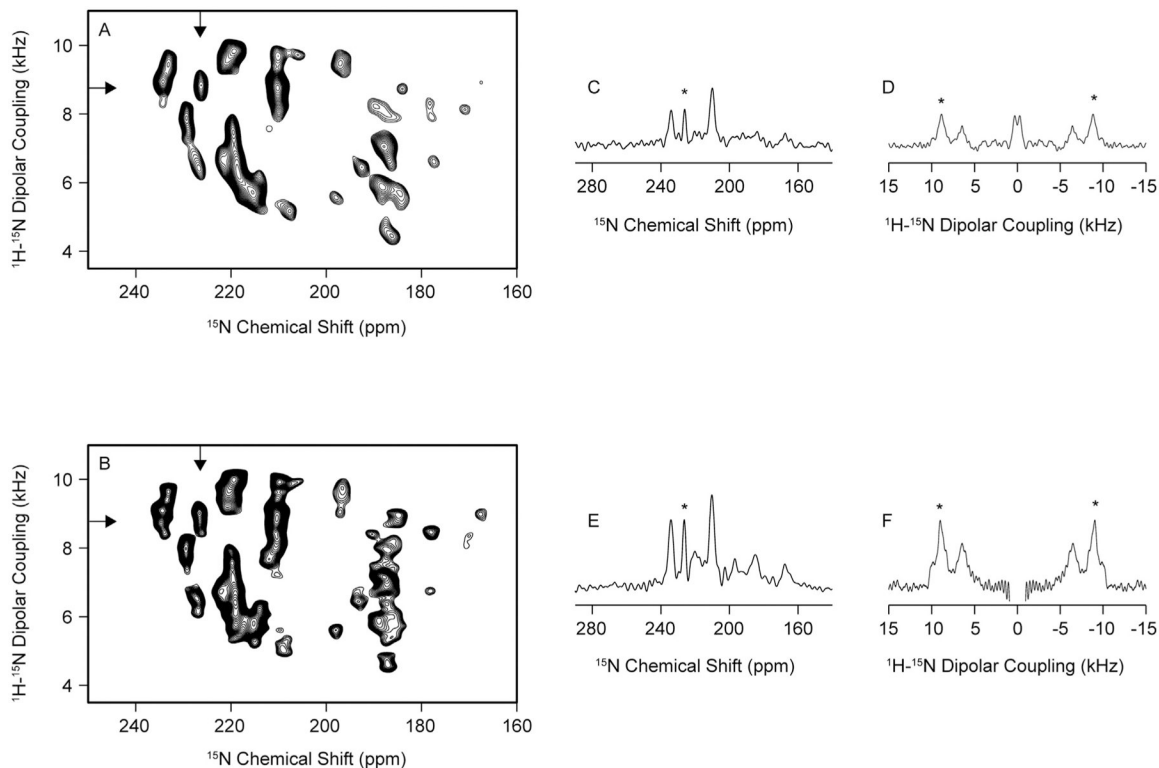 A
10
8
6
4
¹H-¹⁵N Dipolar Coupling (kHz)
240 220 200 180 160
¹⁵N Chemical Shift (ppm)
C
*
280 240 200 160
¹⁵N Chemical Shift (ppm)
D
* *
15 10 5 0 -5 -10 -15
¹H-¹⁵N Dipolar Coupling (kHz)
B
10
8
6
4
¹H-¹⁵N Dipolar Coupling (kHz)
240 220 200 180 160
¹⁵N Chemical Shift (ppm)
E
*
280 240 200 160
¹⁵N Chemical Shift (ppm)
F
* *
15 10 5 0 -5 -10 -15
¹H-¹⁵N Dipolar Coupling (kHz)